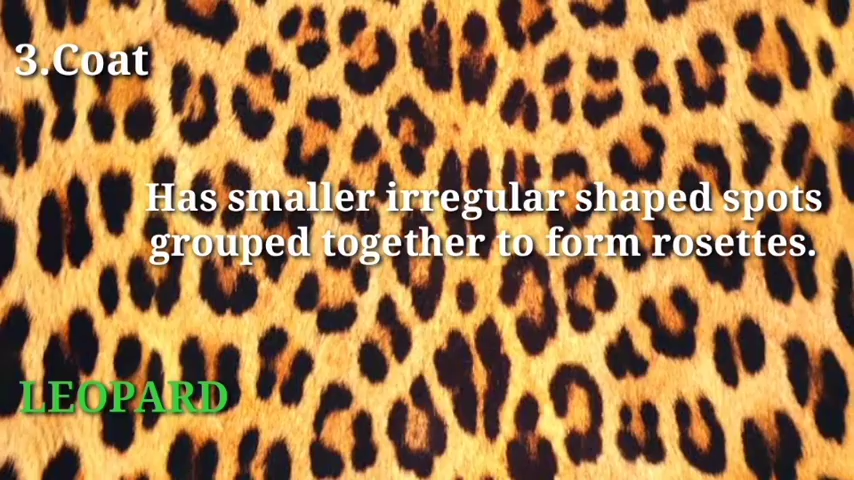 3.Coat
Has smaller irregular shaped spots
grouped together to form rosettes.
LEOPARD